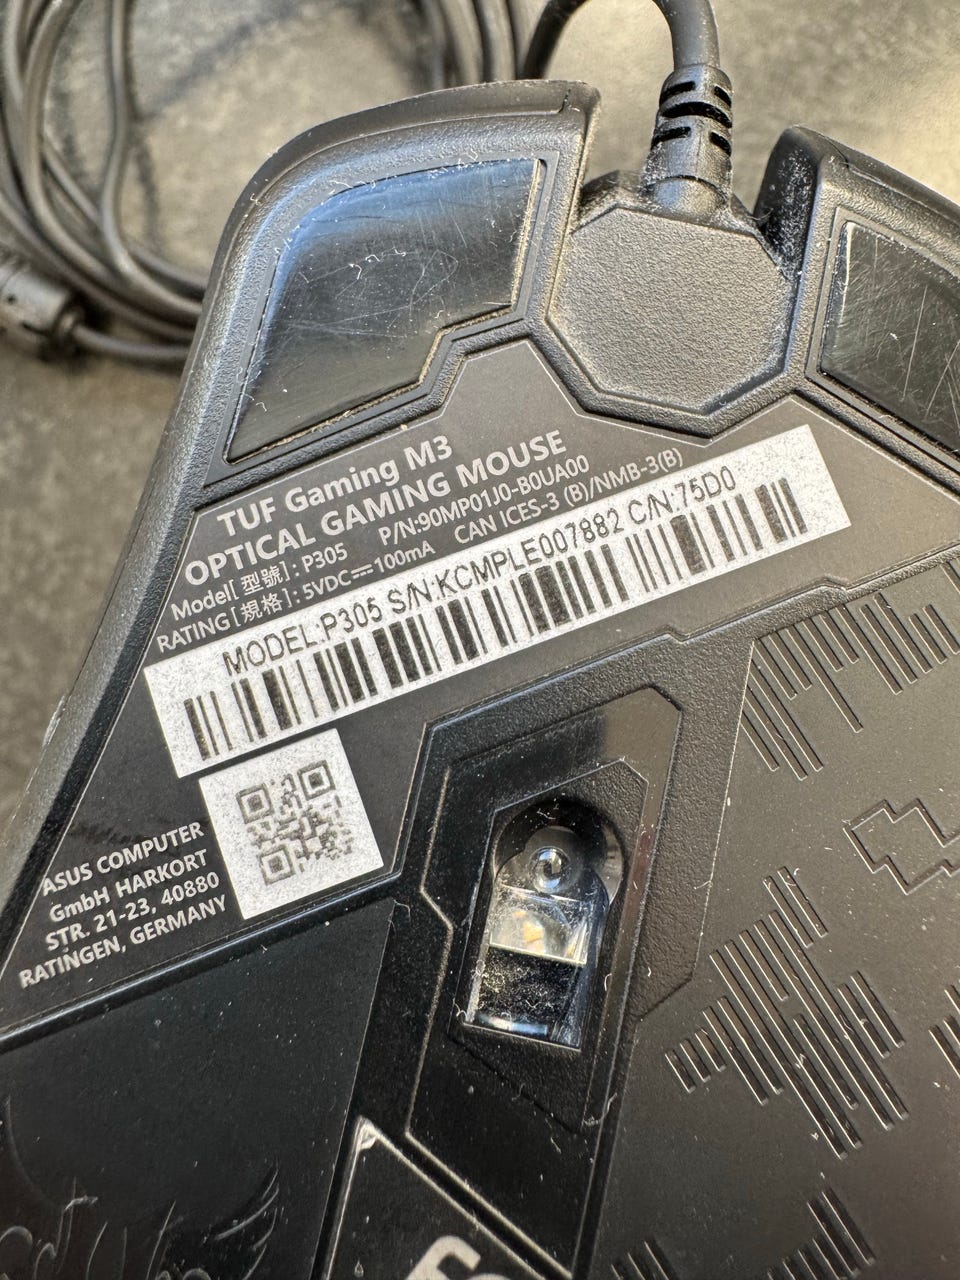 TUF Gaming M3
OPTICAL GAMING MOUSE
Model[型號]: P305 P/N:90MP01J0-B0UA00
RATING[規格]: 5VDC⎓100mA CAN ICES-3 (B)/NMB-3(B)
MODEL:P305 S/N:KCMPLE007882 C/N:75D0
ASUS COMPUTER
GmbH HARKORT
STR. 21-23, 40880
RATINGEN, GERMANY